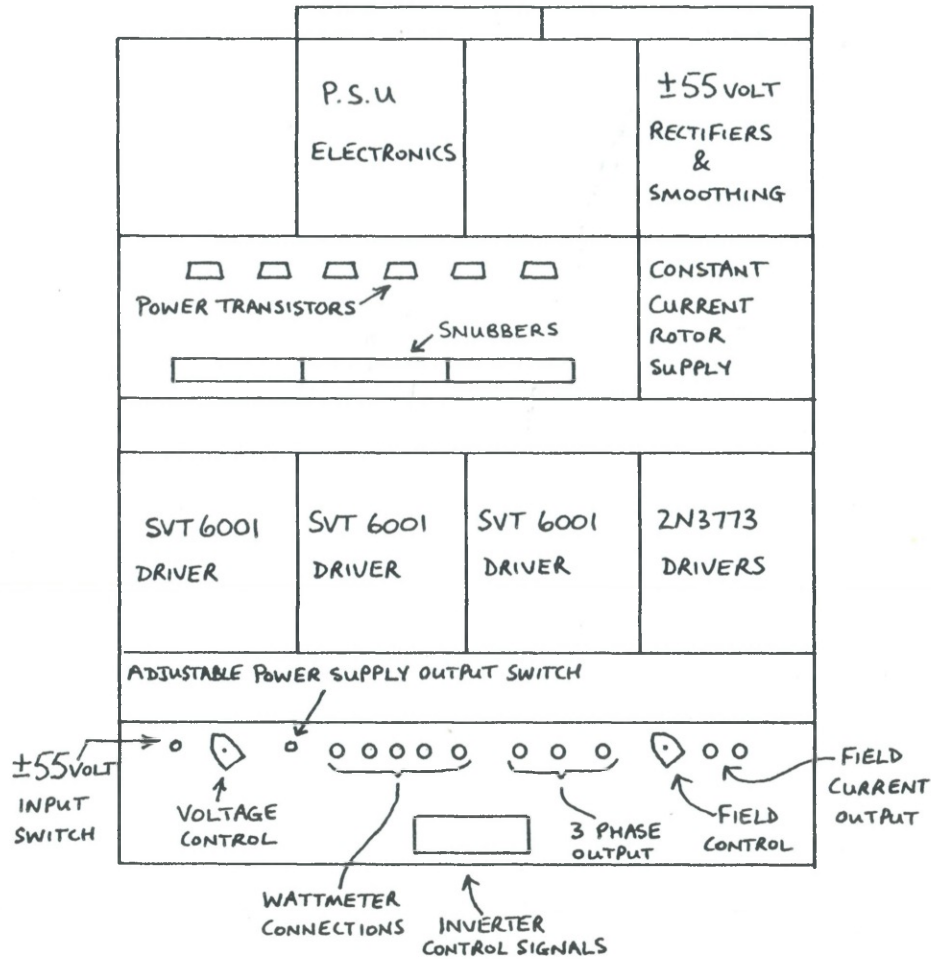 P.S.U
ELECTRONICS
±55 VOLT
RECTIFIERS
&
SMOOTHING
POWER TRANSISTORS
SNUBBERS
CONSTANT
CURRENT
ROTOR
SUPPLY
SVT 6001
DRIVER
SVT 6001
DRIVER
SVT 6001
DRIVER
2N3773
DRIVERS
ADJUSTABLE POWER SUPPLY OUTPUT SWITCH
±55 VOLT
INPUT
SWITCH
VOLTAGE
CONTROL
WATTMETER
CONNECTIONS
INVERTER
CONTROL SIGNALS
3 PHASE
OUTPUT
FIELD
CONTROL
FIELD
CURRENT
OUTPUT